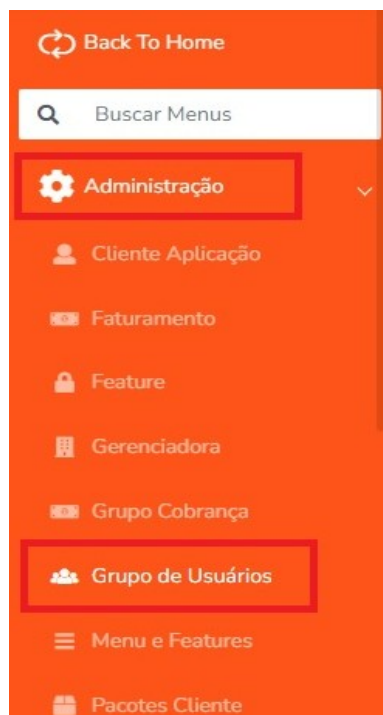 Back To Home
Buscar Menus
Administração
Cliente Aplicação
Faturamento
Feature
Gerenciadora
Grupo Cobrança
Grupo de Usuários
Menu e Features
Pacotes Cliente